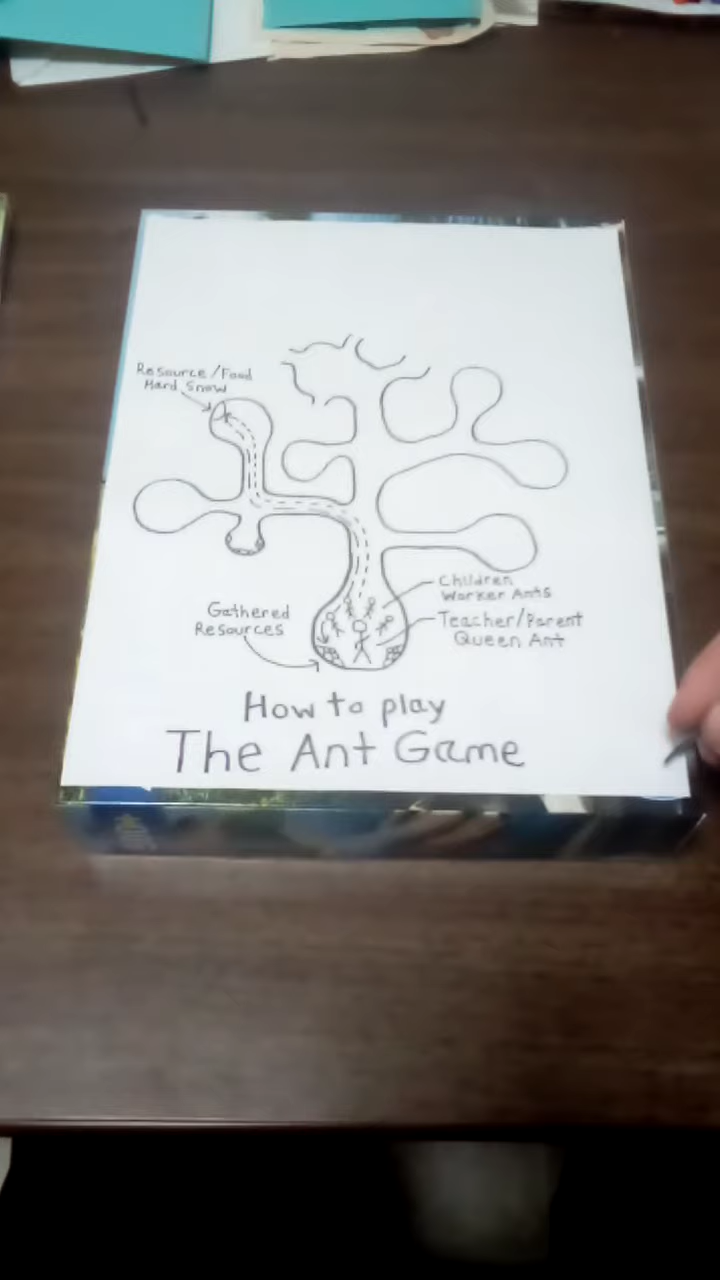 Resource/Food
Hard Snow
Children
Worker Ants
Gathered
Resources
Teacher/Parent
Queen Ant
How to play
The Ant Game